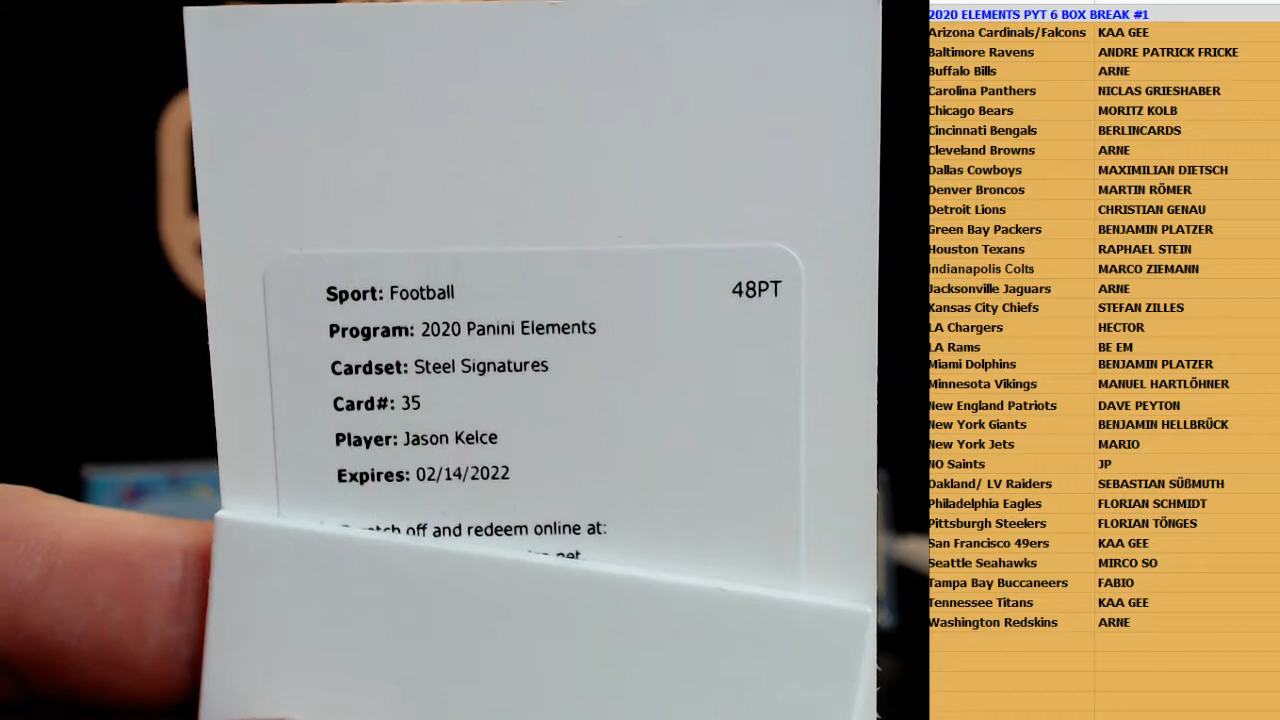 Sport: Football 48PT
Program: 2020 Panini Elements
Cardset: Steel Signatures
Card#: 35
Player: Jason Kelce
Expires: 02/14/2022
off and redeem online at:
2020 ELEMENTS PYT 6 BOX BREAK #1
Arizona Cardinals/Falcons KAA GEE
Baltimore Ravens ANDRE PATRICK FRICKE
Buffalo Bills ARNE
Carolina Panthers NICLAS GRIESHABER
Chicago Bears MORITZ KOLB
Cincinnati Bengals BERLINCARDS
Cleveland Browns ARNE
Dallas Cowboys MAXIMILIAN DIETSCH
Denver Broncos MARTIN RÖMER
Detroit Lions CHRISTIAN GENAU
Green Bay Packers BENJAMIN PLATZER
Houston Texans RAPHAEL STEIN
Indianapolis Colts MARCO ZIEMANN
Jacksonville Jaguars ARNE
Kansas City Chiefs STEFAN ZILLES
LA Chargers HECTOR
LA Rams BE EM
Miami Dolphins BENJAMIN PLATZER
Minnesota Vikings MANUEL HARTLÖHNER
New England Patriots DAVE PEYTON
New York Giants BENJAMIN HELLBRÜCK
New York Jets MARIO
NO Saints JP
Oakland/ LV Raiders SEBASTIAN SÜßMUTH
Philadelphia Eagles FLORIAN SCHMIDT
Pittsburgh Steelers FLORIAN TÖNGES
San Francisco 49ers KAA GEE
Seattle Seahawks MIRCO SO
Tampa Bay Buccaneers FABIO
Tennessee Titans KAA GEE
Washington Redskins ARNE